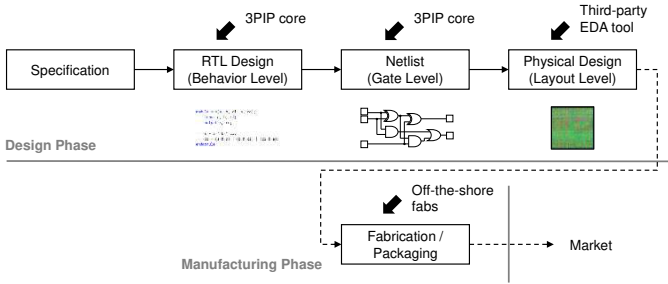 3PIP core
3PIP core
Third-party
EDA tool
Specification
RTL Design
(Behavior Level)
Netlist
(Gate Level)
Physical Design
(Layout Level)
Design Phase
Off-the-shore
fabs
Fabrication /
Packaging
Market
Manufacturing Phase